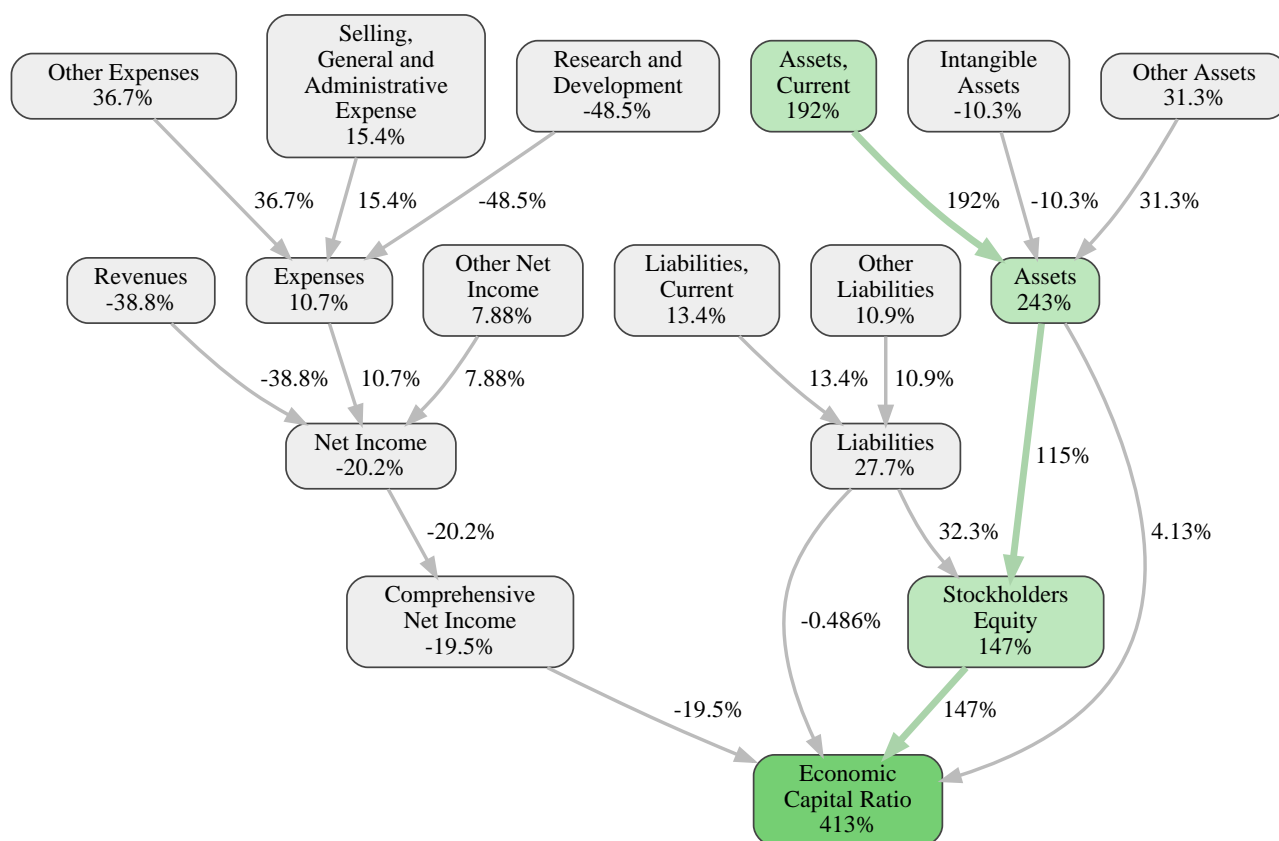 Other Expenses
36.7%
Selling,
General and
Administrative
Expense
15.4%
Research and
Development
-48.5%
Assets,
Current
192%
Intangible
Assets
-10.3%
Other Assets
31.3%
36.7%
15.4%
-48.5%
192%
-10.3%
31.3%
Revenues
-38.8%
Expenses
10.7%
Other Net
Income
7.88%
Liabilities,
Current
13.4%
Other
Liabilities
10.9%
Assets
243%
-38.8%
10.7%
7.88%
13.4%
10.9%
Net Income
-20.2%
Liabilities
27.7%
115%
-20.2%
32.3%
4.13%
Comprehensive
Net Income
-19.5%
-0.486%
Stockholders
Equity
147%
-19.5%
147%
Economic
Capital Ratio
413%